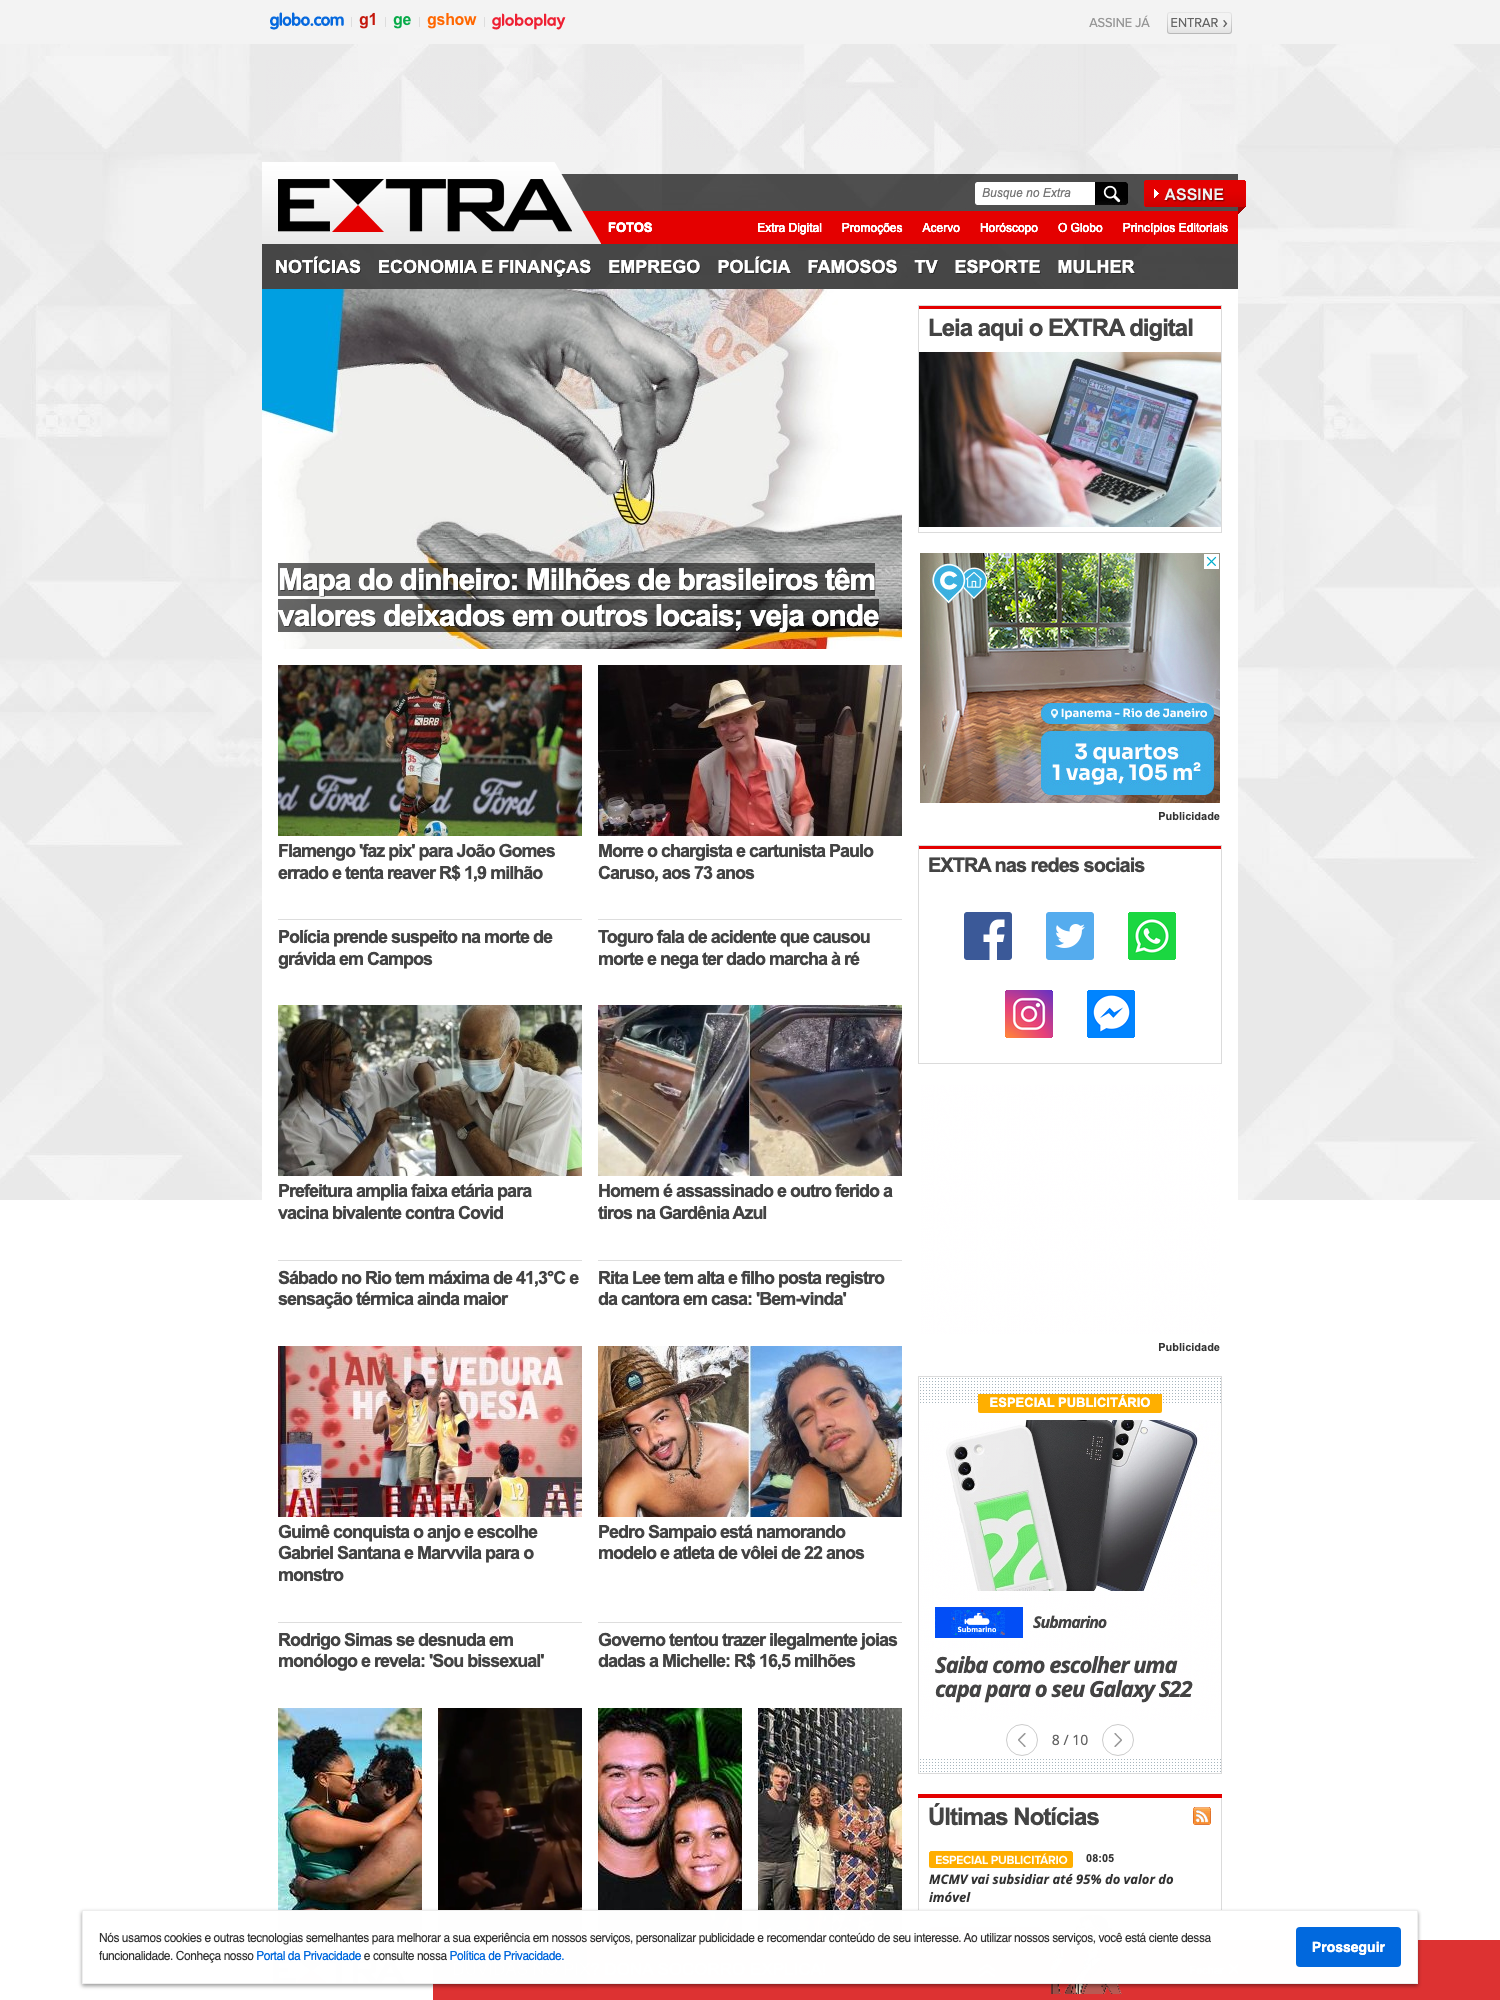 globo.com
g1
ge
gshow
globoplay
ASSINE JÁ
ENTRAR
EXTRA
Busque no Extra
ASSINE
FOTOS
Extra Digital
Promoções
Acervo
Horóscopo
O Globo
Princípios Editoriais
NOTÍCIAS
ECONOMIA E FINANÇAS
EMPREGO
POLÍCIA
FAMOSOS
TV
ESPORTE
MULHER
Mapa do dinheiro: Milhões de brasileiros têm
valores deixados em outros locais; veja onde
BRB
35
Ford
Ford
Flamengo 'faz pix' para João Gomes
errado e tenta reaver R$ 1,9 milhão
Morre o chargista e cartunista Paulo
Caruso, aos 73 anos
Polícia prende suspeito na morte de
grávida em Campos
Toguro fala de acidente que causou
morte e nega ter dado marcha à ré
Prefeitura amplia faixa etária para
vacina bivalente contra Covid
Homem é assassinado e outro ferido a
tiros na Gardênia Azul
Sábado no Rio tem máxima de 41,3°C e
sensação térmica ainda maior
Rita Lee tem alta e filho posta registro
da cantora em casa: 'Bem-vinda'
I AM LEVEDURA
12
Guimê conquista o anjo e escolhe
Gabriel Santana e Marvvila para o
monstro
Pedro Sampaio está namorando
modelo e atleta de vôlei de 22 anos
Rodrigo Simas se desnuda em
monólogo e revela: 'Sou bissexual'
Governo tentou trazer ilegalmente joias
dadas a Michelle: R$ 16,5 milhões
Leia aqui o EXTRA digital
C
Ipanema – Rio de Janeiro
3 quartos
1 vaga, 105 m²
Publicidade
EXTRA nas redes sociais
Publicidade
ESPECIAL PUBLICITÁRIO
Submarino
Submarino
Saiba como escolher uma
capa para o seu Galaxy S22
8 / 10
Últimas Notícias
ESPECIAL PUBLICITÁRIO
08:05
MCMV vai subsidiar até 95% do valor do
imóvel
Nós usamos cookies e outras tecnologias semelhantes para melhorar a sua experiência em nossos serviços, personalizar publicidade e recomendar conteúdo de seu interesse. Ao utilizar nossos serviços, você está ciente dessa
funcionalidade. Conheça nosso Portal da Privacidade e consulte nossa Política de Privacidade.
Prosseguir